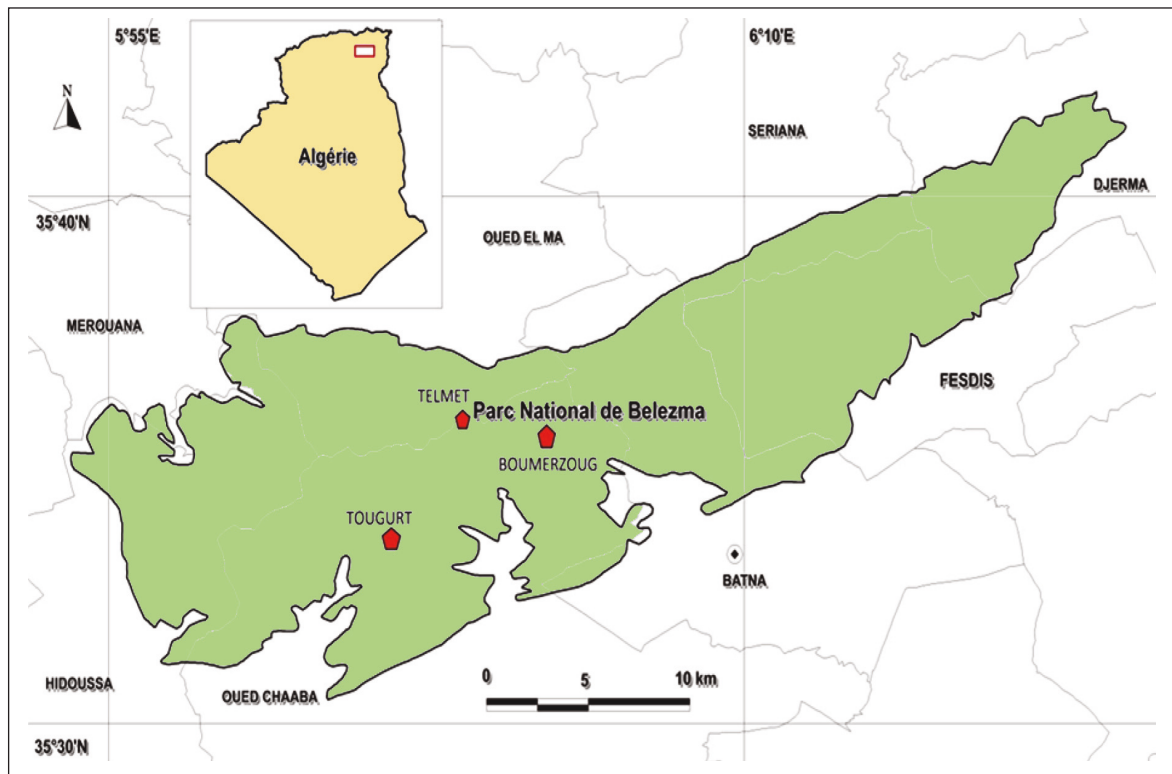 5°55'E
6°10'E
N
SERIANA
Algérie
DJERMA
35°40'N
OUED EL MA
MEROUANA
FESDIS
TELMET
Parc National de Belezma
BOUMERZOUG
TOUGURT
BATNA
HIDOUSSA
OUED CHAABA
0 5 10 km
35°30'N